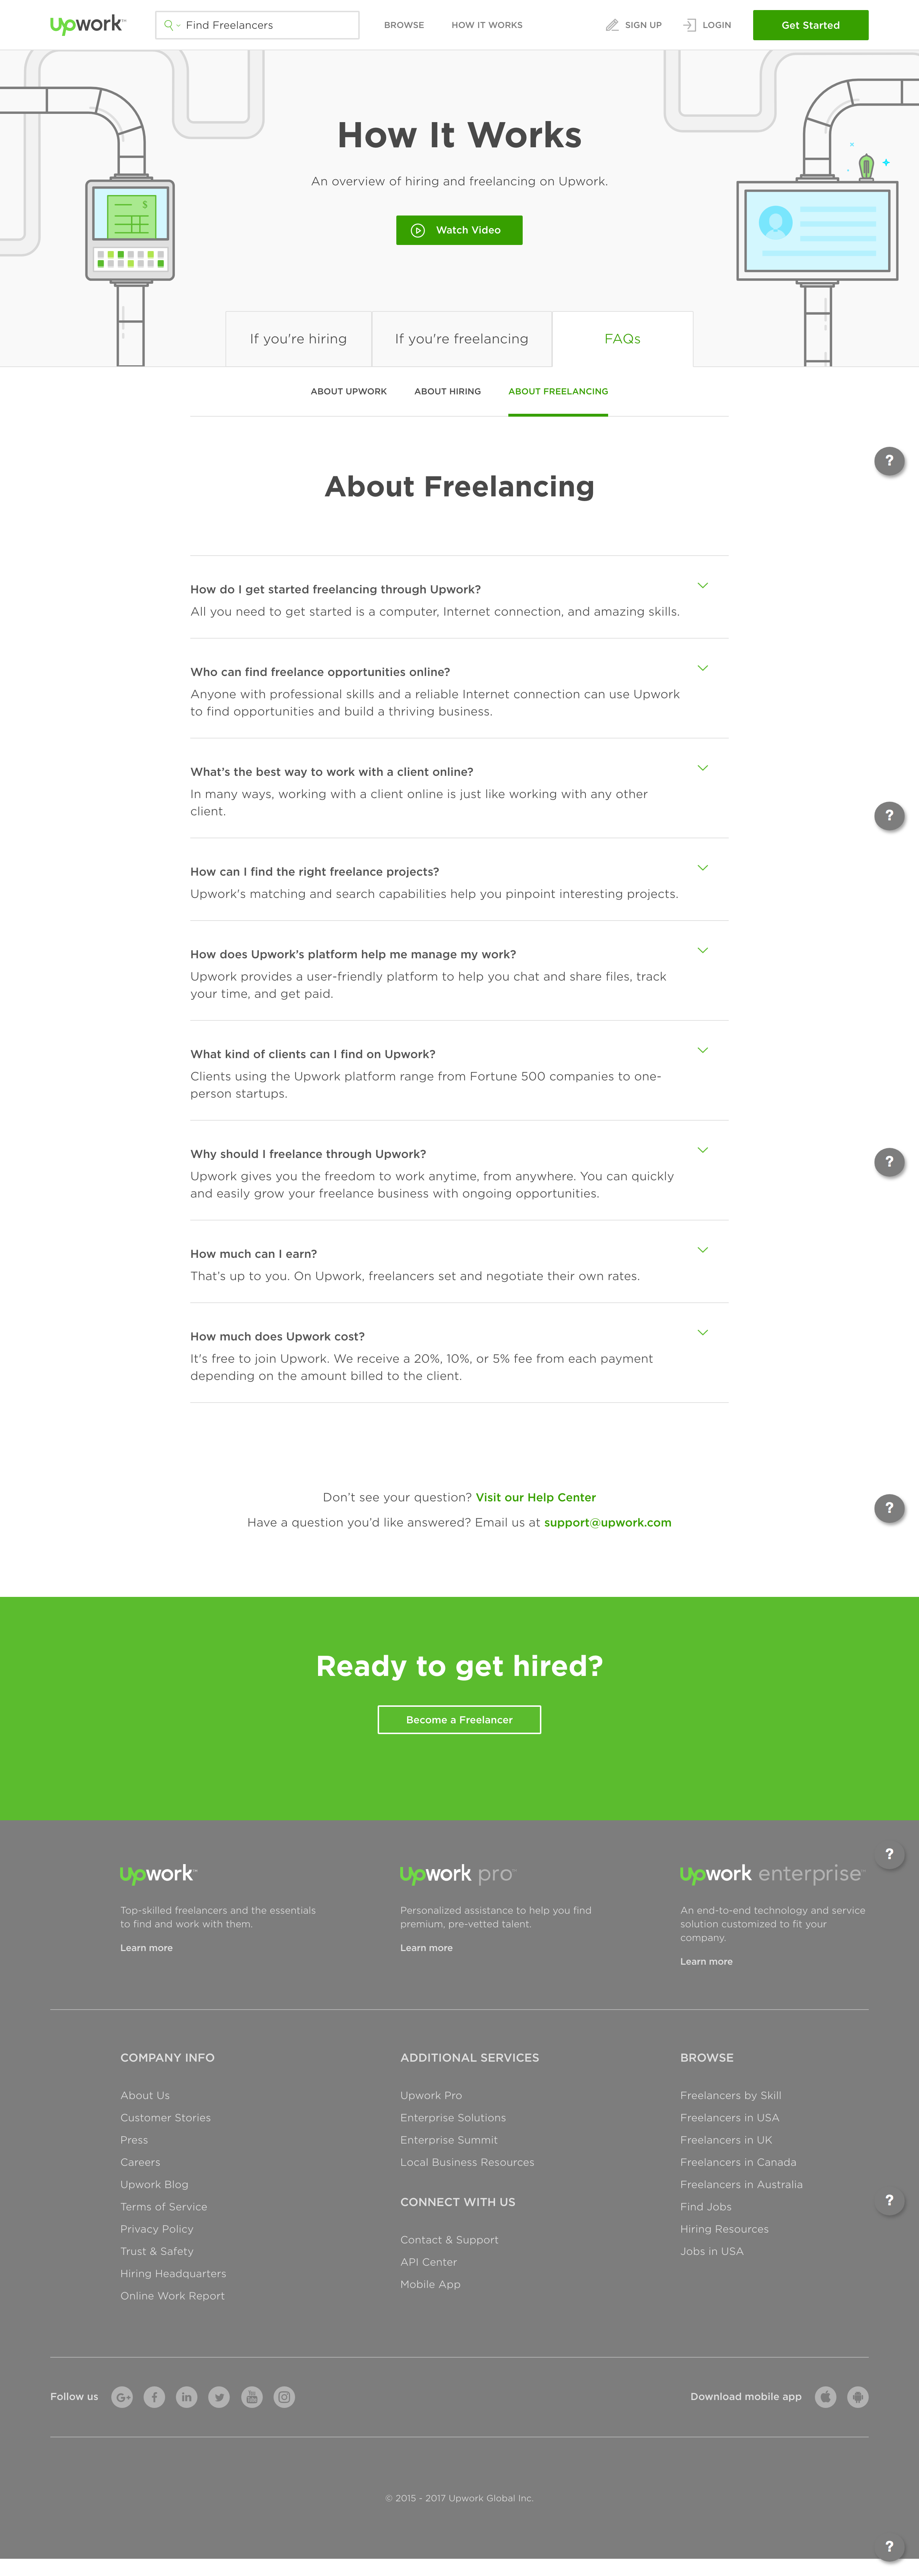 Upwork™
Find Freelancers
BROWSE
HOW IT WORKS
SIGN UP
LOGIN
Get Started
How It Works
An overview of hiring and freelancing on Upwork.
Watch Video
$
If you're hiring
If you're freelancing
FAQs
ABOUT UPWORK
ABOUT HIRING
ABOUT FREELANCING
?
About Freelancing
How do I get started freelancing through Upwork?
All you need to get started is a computer, Internet connection, and amazing skills.
Who can find freelance opportunities online?
Anyone with professional skills and a reliable Internet connection can use Upwork
to find opportunities and build a thriving business.
What’s the best way to work with a client online?
In many ways, working with a client online is just like working with any other
client.
?
How can I find the right freelance projects?
Upwork's matching and search capabilities help you pinpoint interesting projects.
How does Upwork’s platform help me manage my work?
Upwork provides a user-friendly platform to help you chat and share files, track
your time, and get paid.
What kind of clients can I find on Upwork?
Clients using the Upwork platform range from Fortune 500 companies to one-
person startups.
Why should I freelance through Upwork?
?
Upwork gives you the freedom to work anytime, from anywhere. You can quickly
and easily grow your freelance business with ongoing opportunities.
How much can I earn?
That’s up to you. On Upwork, freelancers set and negotiate their own rates.
How much does Upwork cost?
It's free to join Upwork. We receive a 20%, 10%, or 5% fee from each payment
depending on the amount billed to the client.
Don’t see your question? Visit our Help Center
?
Have a question you’d like answered? Email us at support@upwork.com
Ready to get hired?
Become a Freelancer
?
Upwork™
Top-skilled freelancers and the essentials
to find and work with them.
Learn more
Upwork pro™
Personalized assistance to help you find
premium, pre-vetted talent.
Learn more
Upwork enterprise™
An end-to-end technology and service
solution customized to fit your
company.
Learn more
COMPANY INFO
About Us
Customer Stories
Press
Careers
Upwork Blog
Terms of Service
Privacy Policy
Trust & Safety
Hiring Headquarters
Online Work Report
ADDITIONAL SERVICES
Upwork Pro
Enterprise Solutions
Enterprise Summit
Local Business Resources
CONNECT WITH US
Contact & Support
API Center
Mobile App
BROWSE
Freelancers by Skill
Freelancers in USA
Freelancers in UK
Freelancers in Canada
Freelancers in Australia
Find Jobs
Hiring Resources
Jobs in USA
?
Follow us
G+
f
in
You
Tube
Download mobile app
© 2015 - 2017 Upwork Global Inc.
?